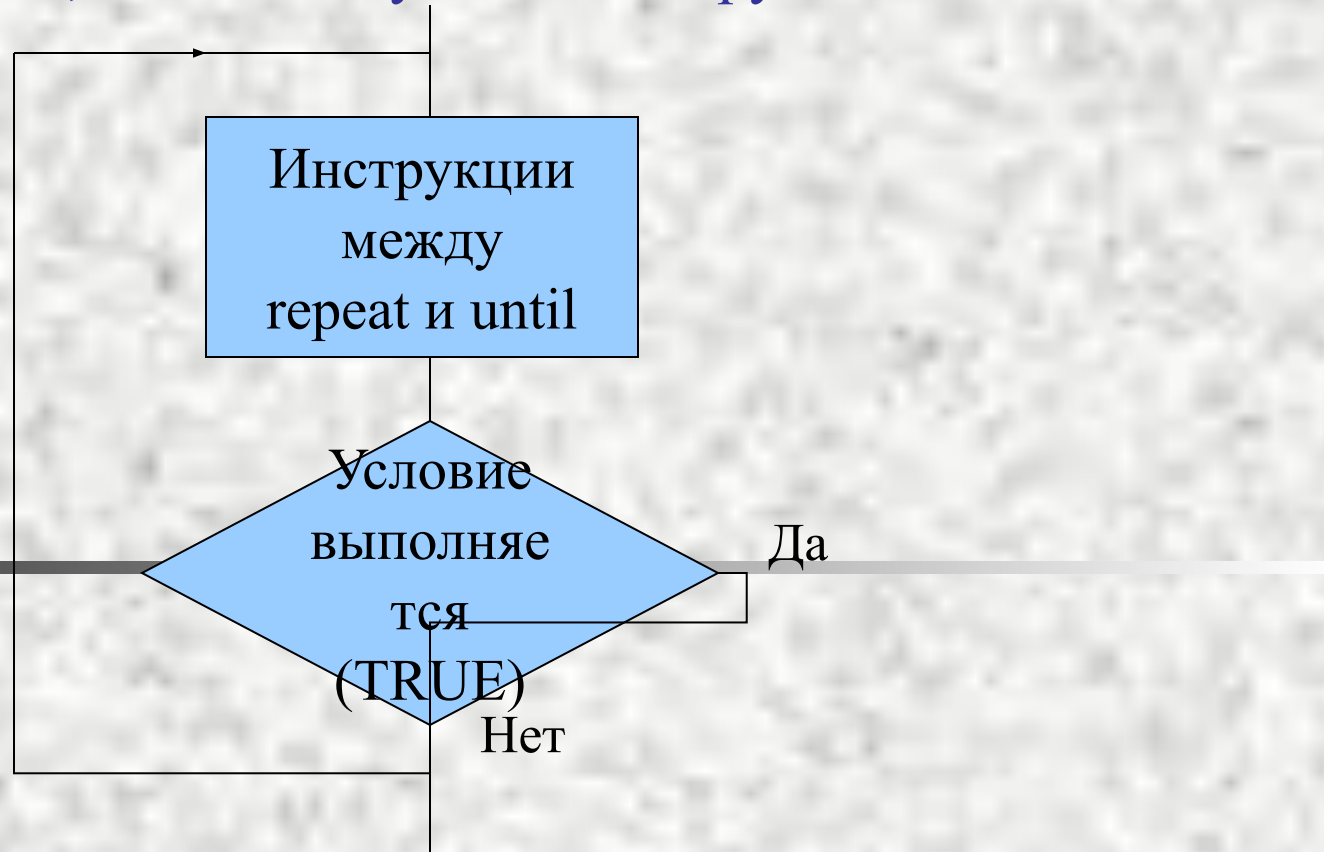 Инструкции
между
repeat и until
Условие
выполняе
тся
(TRUE)
Да
Нет